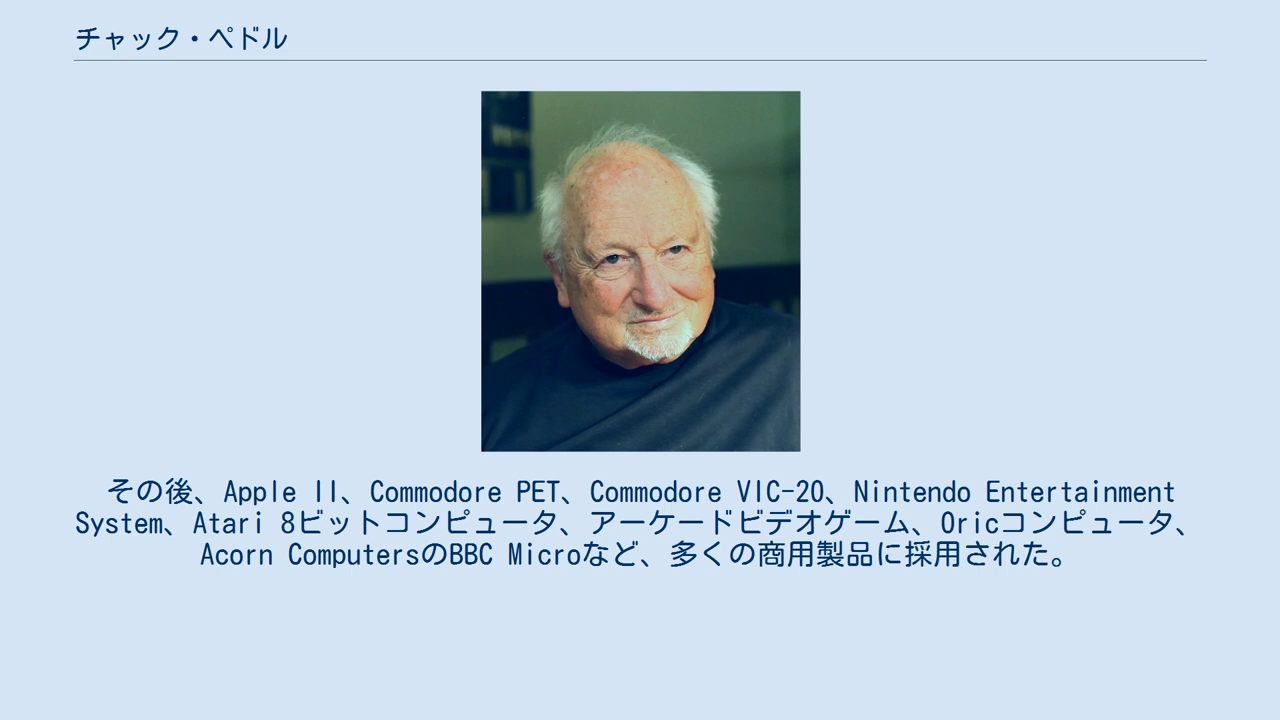 チャック・ペドル
その後、Apple II、Commodore PET、Commodore VIC-20、Nintendo Entertainment
System、Atari 8ビットコンピュータ、アーケードビデオゲーム、Oricコンピュータ、
Acorn ComputersのBBC Microなど、多くの商用製品に採用された。